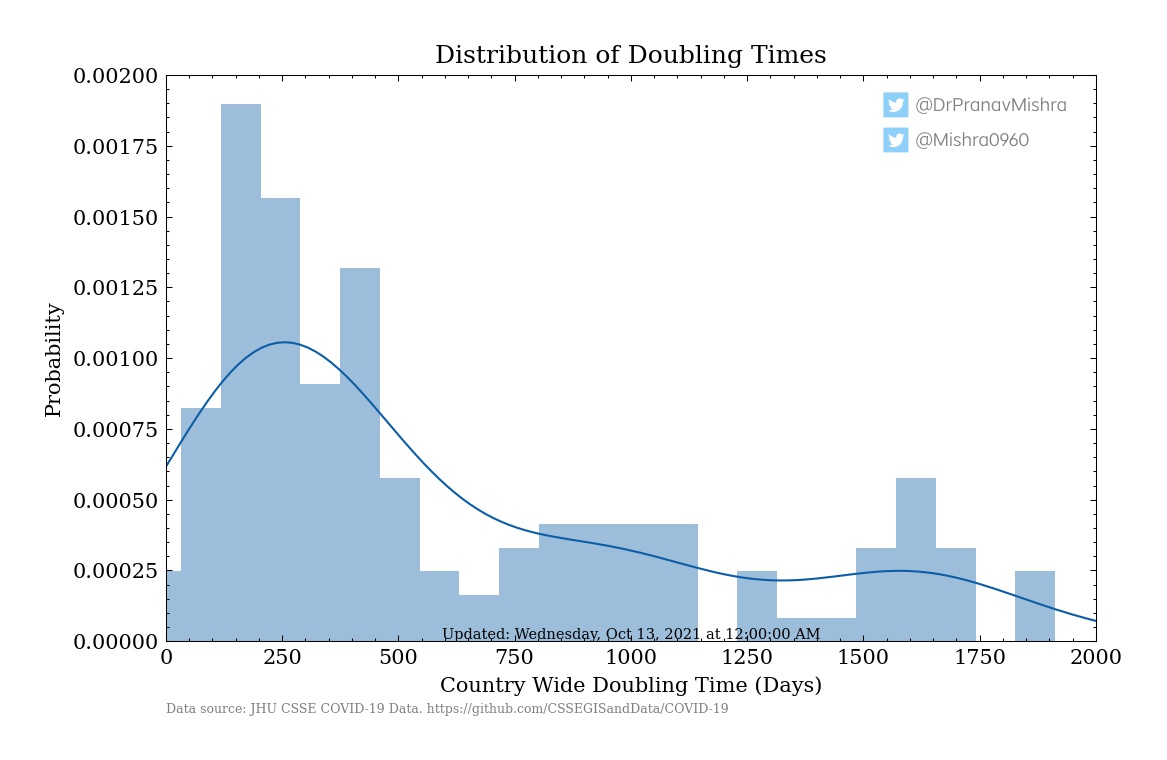 Distribution of Doubling Times
0.00200
0.00175
0.00150
0.00125
0.00100
0.00075
0.00050
0.00025
0.00000
Probability
@DrPranavMishra
@Mishra0960
Updated: Wednesday, Oct 13, 2021 at 12:00:00 AM
0 250 500 750 1000 1250 1500 1750 2000
Country Wide Doubling Time (Days)
Data source: JHU CSSE COVID-19 Data. https://github.com/CSSEGISandData/COVID-19